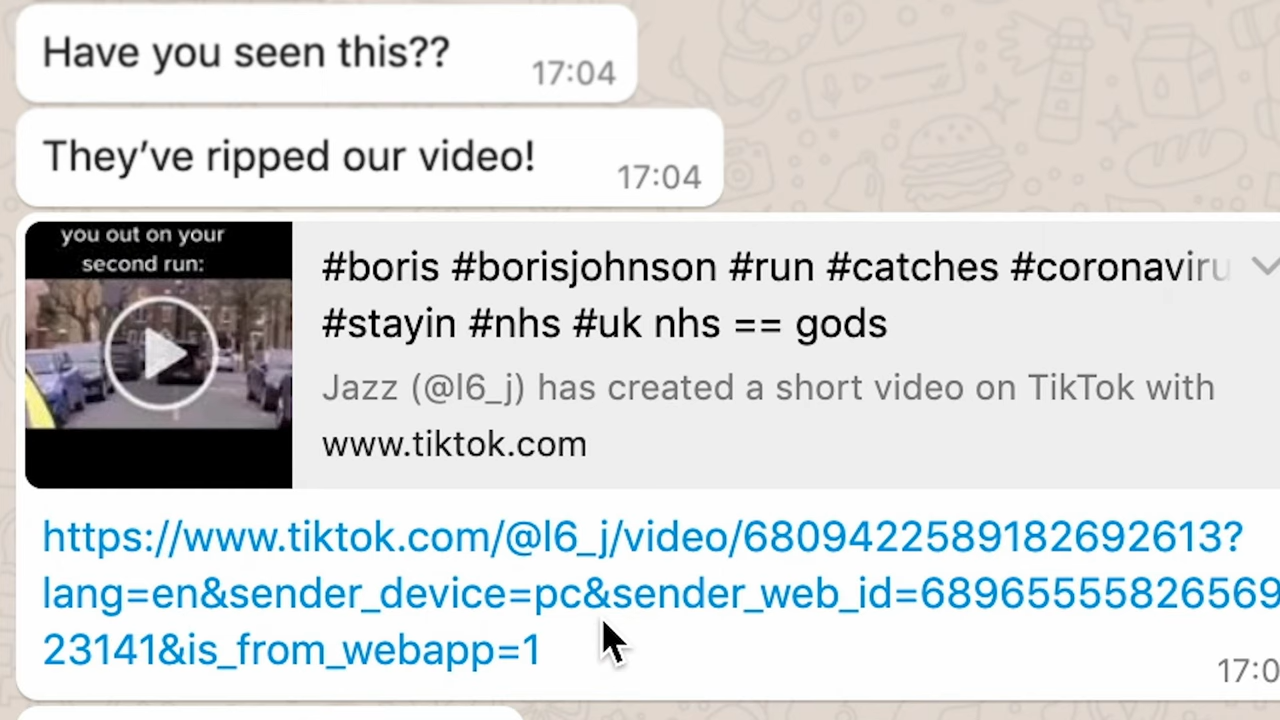 Have you seen this??
17:04
They’ve ripped our video!
17:04
you out on your
second run:
#boris #borisjohnson #run #catches #coronaviru
#stayin #nhs #uk nhs == gods
Jazz (@l6_j) has created a short video on TikTok with
www.tiktok.com
https://www.tiktok.com/@l6_j/video/6809422589182692613?
lang=en&sender_device=pc&sender_web_id=68965555826569
23141&is_from_webapp=1
17:0